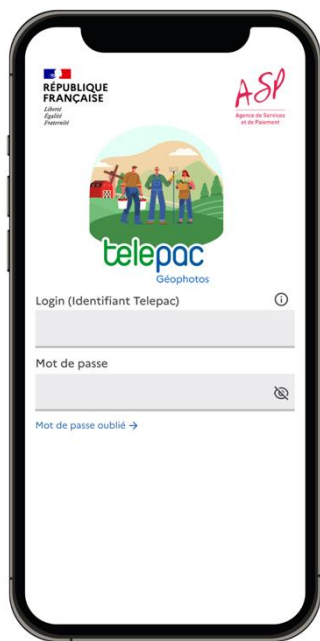 RÉPUBLIQUE
FRANÇAISE
Liberté
Égalité
Fraternité
ASP
Agence de Services
et de Paiement
telepac
Géophotos
Login (Identifiant Telepac)
Mot de passe
Mot de passe oublié →